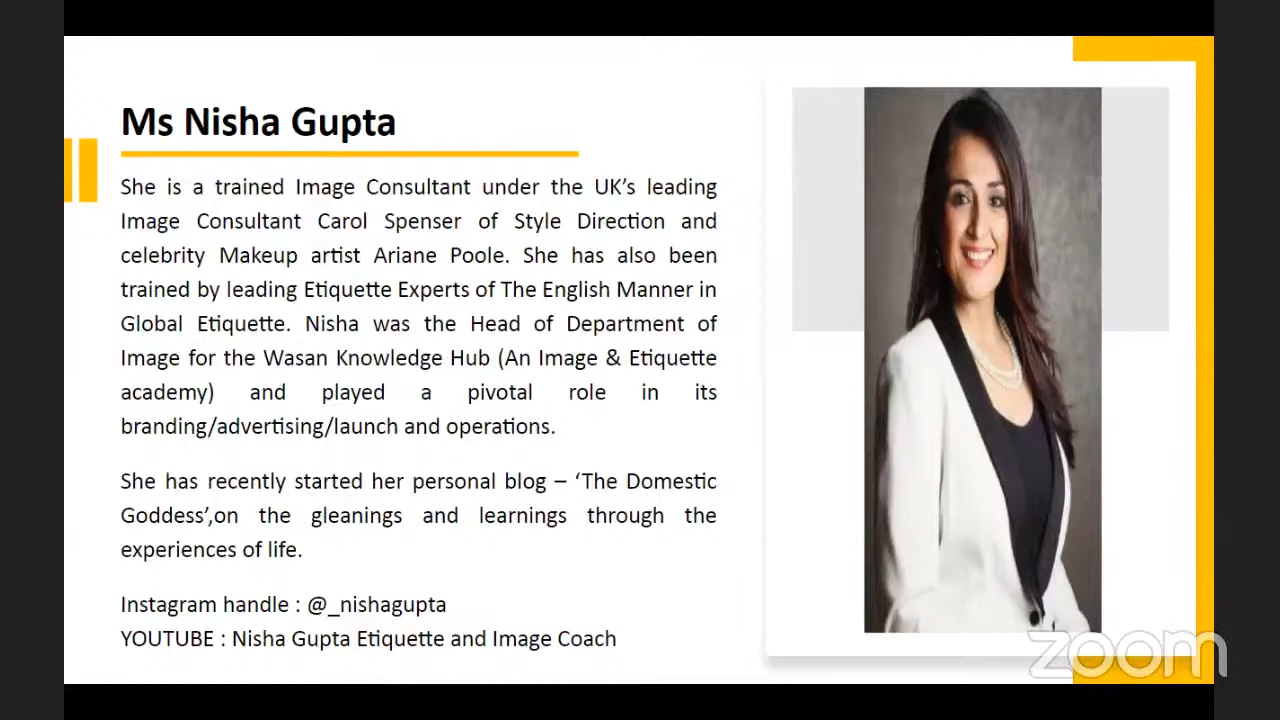 Ms Nisha Gupta
She is a trained Image Consultant under the UK’s leading
Image Consultant Carol Spenser of Style Direction and
celebrity Makeup artist Ariane Poole. She has also been
trained by leading Etiquette Experts of The English Manner in
Global Etiquette. Nisha was the Head of Department of
Image for the Wasan Knowledge Hub (An Image & Etiquette
academy) and played a pivotal role in its
branding/advertising/launch and operations.
She has recently started her personal blog – ‘The Domestic
Goddess’,on the gleanings and learnings through the
experiences of life.
Instagram handle : @_nishagupta
YOUTUBE : Nisha Gupta Etiquette and Image Coach
zoom